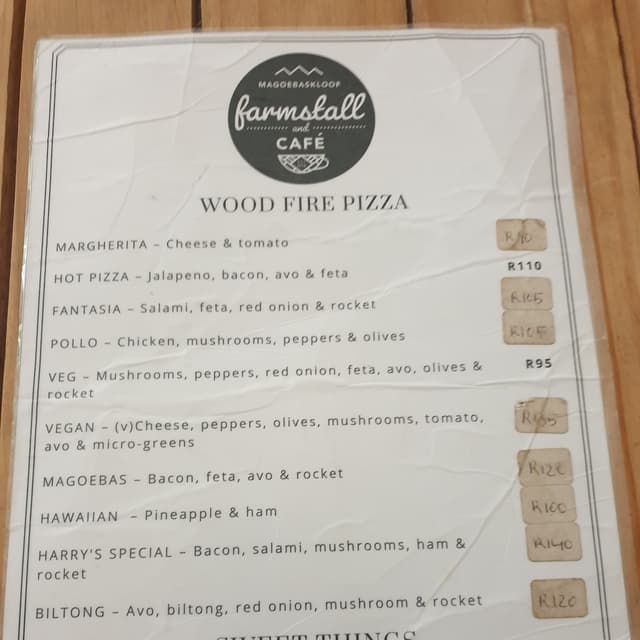 MAGOEBASKLOOF
farmstall
and
CAFÉ
WOOD FIRE PIZZA
MARGHERITA – Cheese & tomato R90
HOT PIZZA – Jalapeno, bacon, avo & feta R110
FANTASIA – Salami, feta, red onion & rocket R105
POLLO – Chicken, mushrooms, peppers & olives R105
VEG – Mushrooms, peppers, red onion, feta, avo, olives & R95
rocket
VEGAN – (v)Cheese, peppers, olives, mushrooms, tomato,
avo & micro-greens
MAGOEBAS – Bacon, feta, avo & rocket R120
HAWAIIAN – Pineapple & ham R100
HARRY'S SPECIAL – Bacon, salami, mushrooms, ham & R140
rocket
BILTONG – Avo, biltong, red onion, mushroom & rocket R120
SWEET THINGS